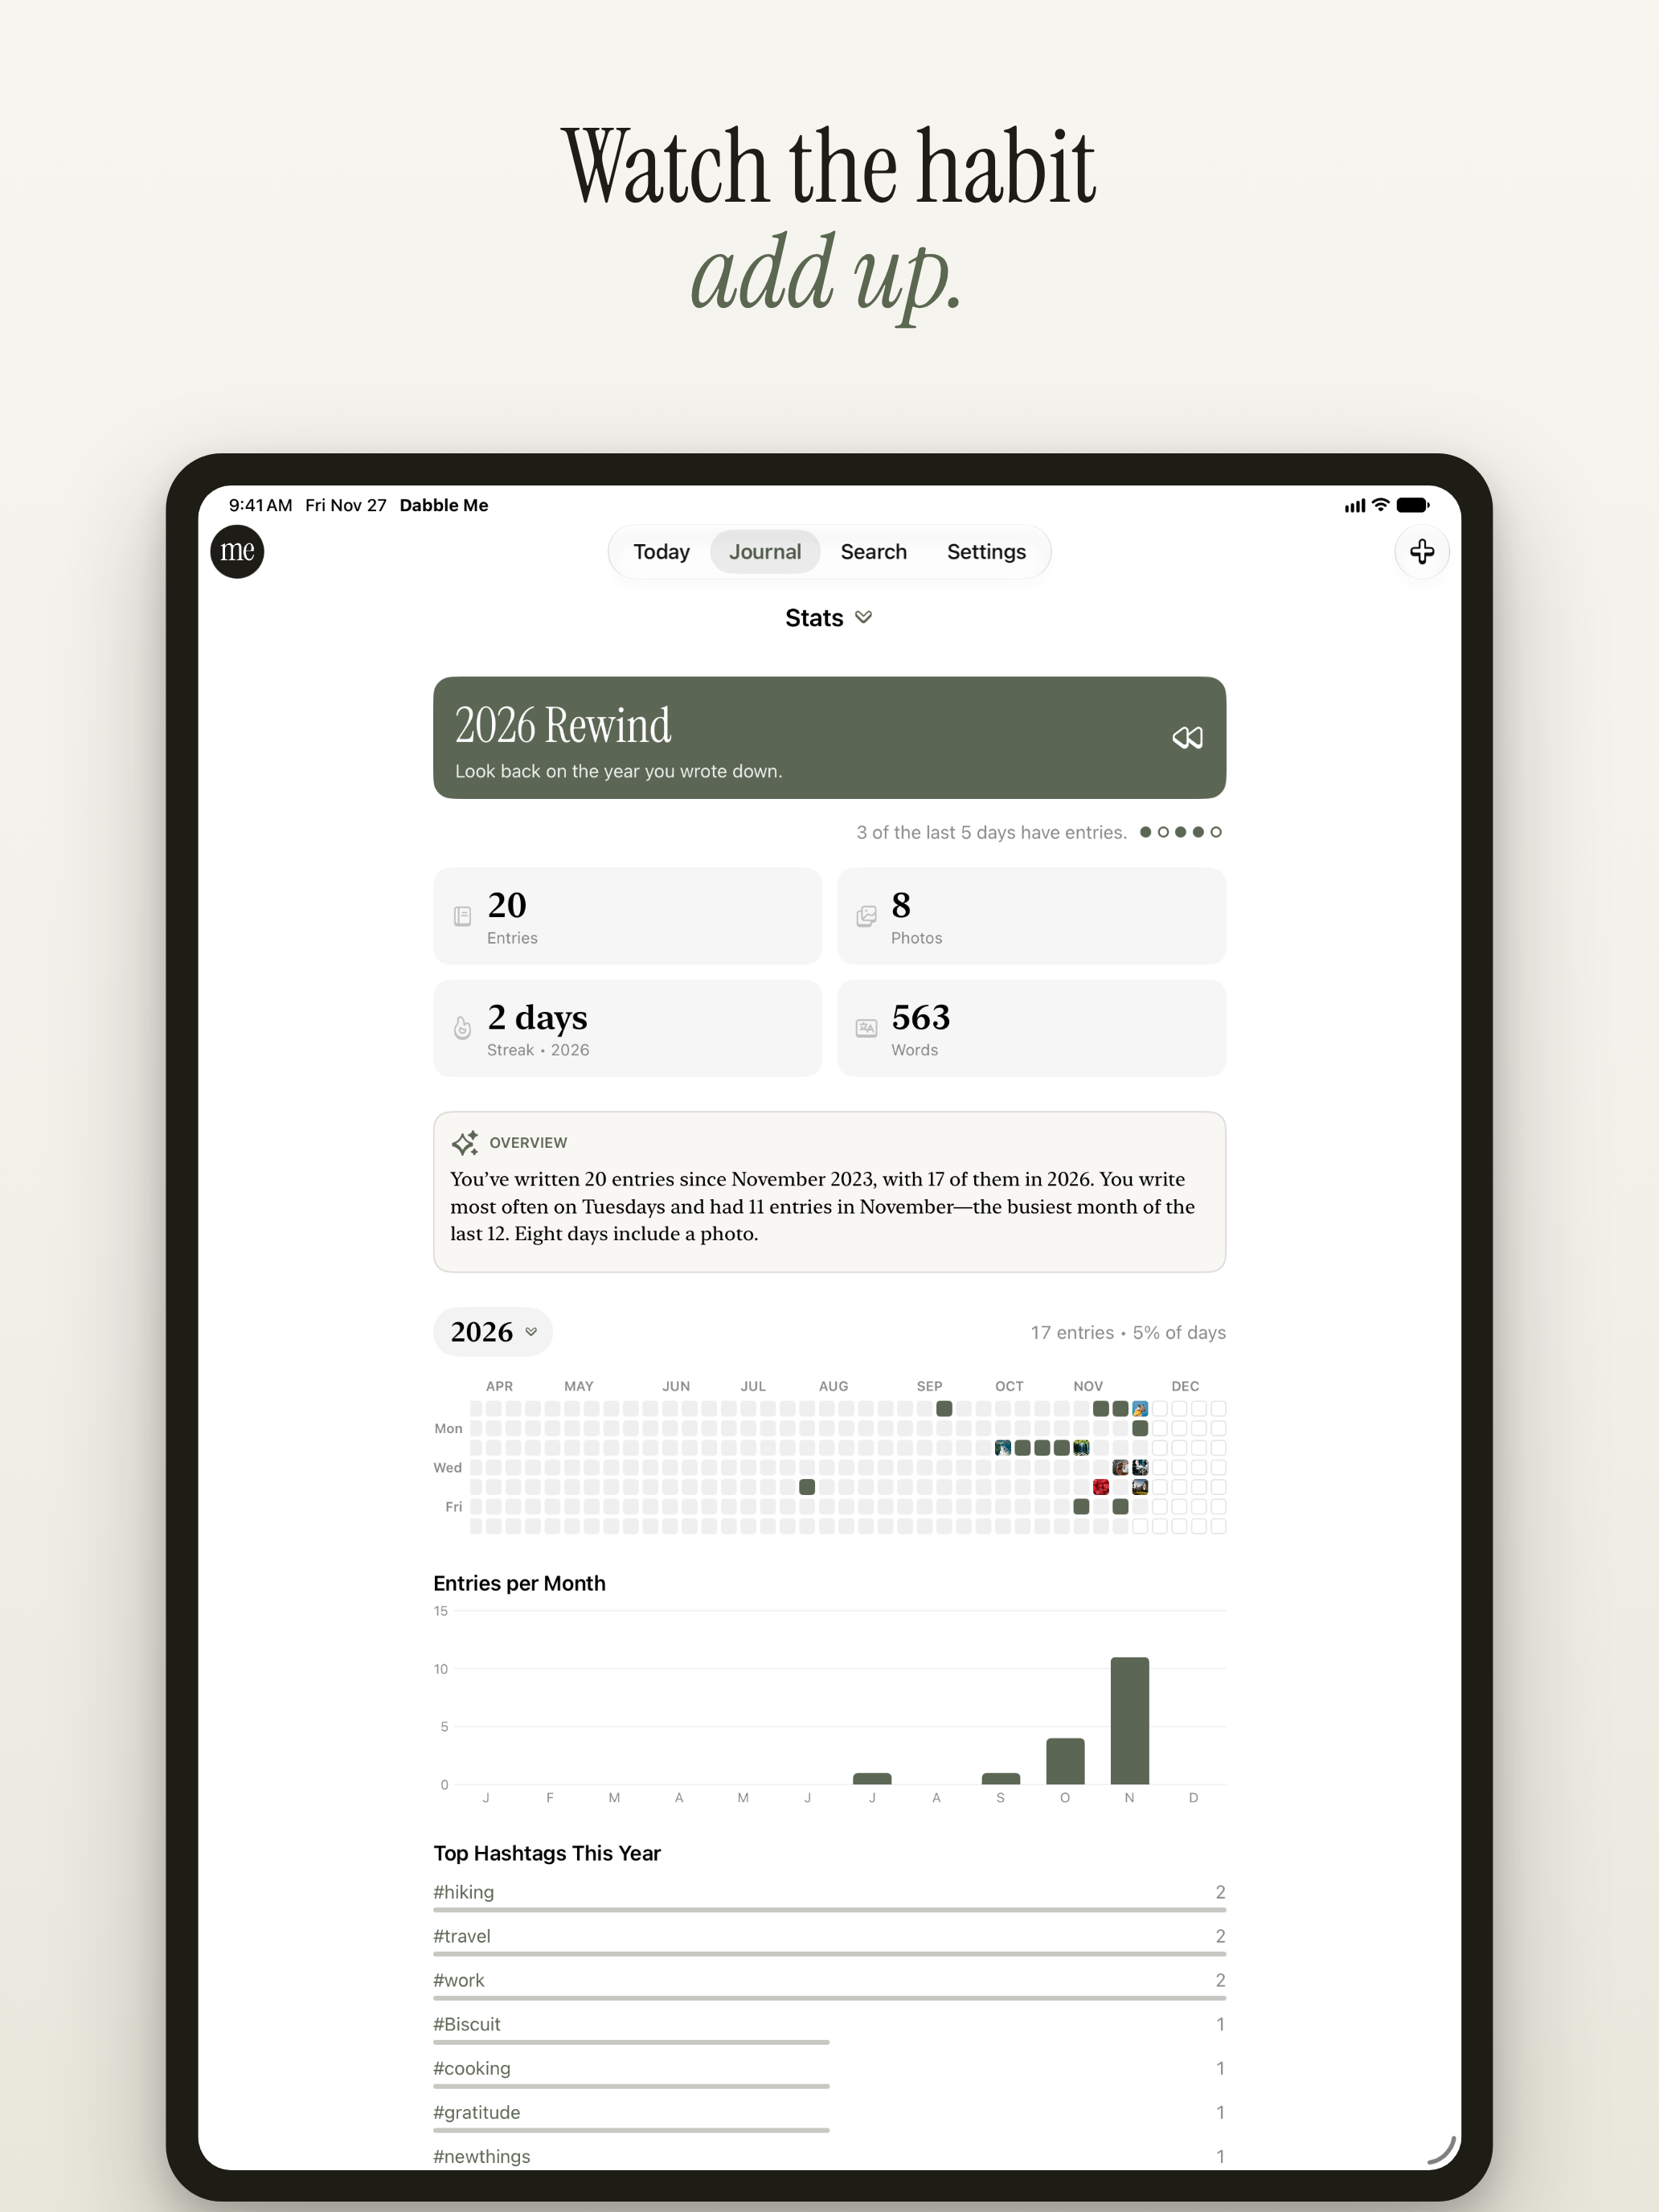 Watch the habit
add up.
9:41 AM Fri Nov 27 Dabble Me
me
Today Journal Search Settings
Stats
2026 Rewind
Look back on the year you wrote down.
3 of the last 5 days have entries.
20
Entries
8
Photos
2 days
Streak • 2026
563
Words
OVERVIEW
You’ve written 20 entries since November 2023, with 17 of them in 2026. You write
most often on Tuesdays and had 11 entries in November—the busiest month of the
last 12. Eight days include a photo.
2026
17 entries • 5% of days
APR MAY JUN JUL AUG SEP OCT NOV DEC
Mon
Wed
Fri
Entries per Month
15
10
5
0
J F M A M J J A S O N D
Top Hashtags This Year
#hiking 2
#travel 2
#work 2
#Biscuit 1
#cooking 1
#gratitude 1
#newthings 1